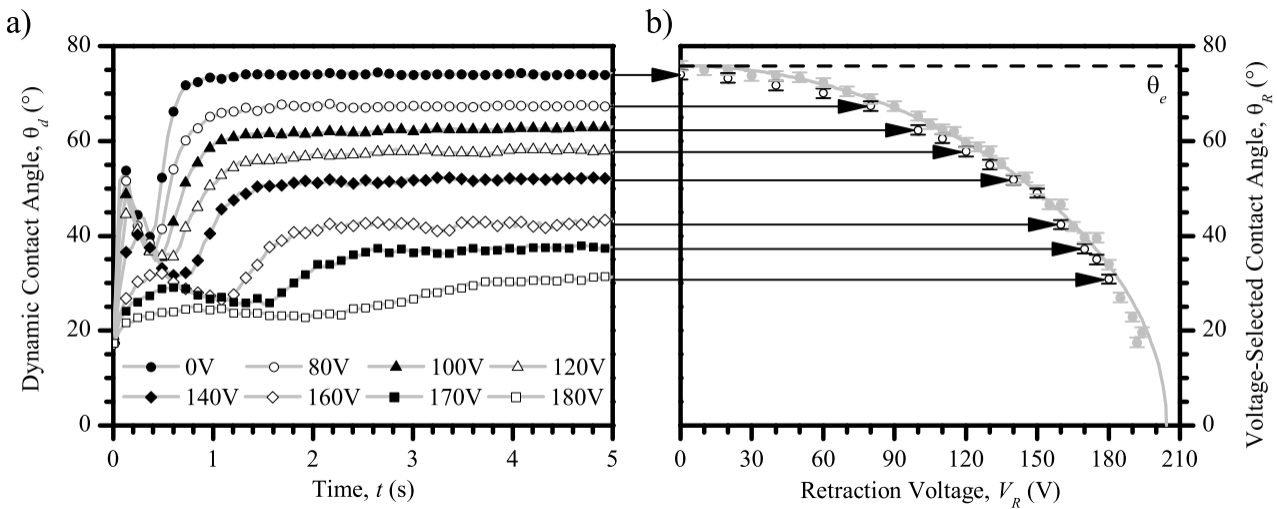 a)
b)
80
60
40
20
0
Dynamic Contact Angle, θd (°)
0V 80V 100V 120V
140V 160V 170V 180V
0 1 2 3 4 5
Time, t (s)
θe
80
60
40
20
0
Voltage-Selected Contact Angle, θR (°)
0 30 60 90 120 150 180 210
Retraction Voltage, VR (V)